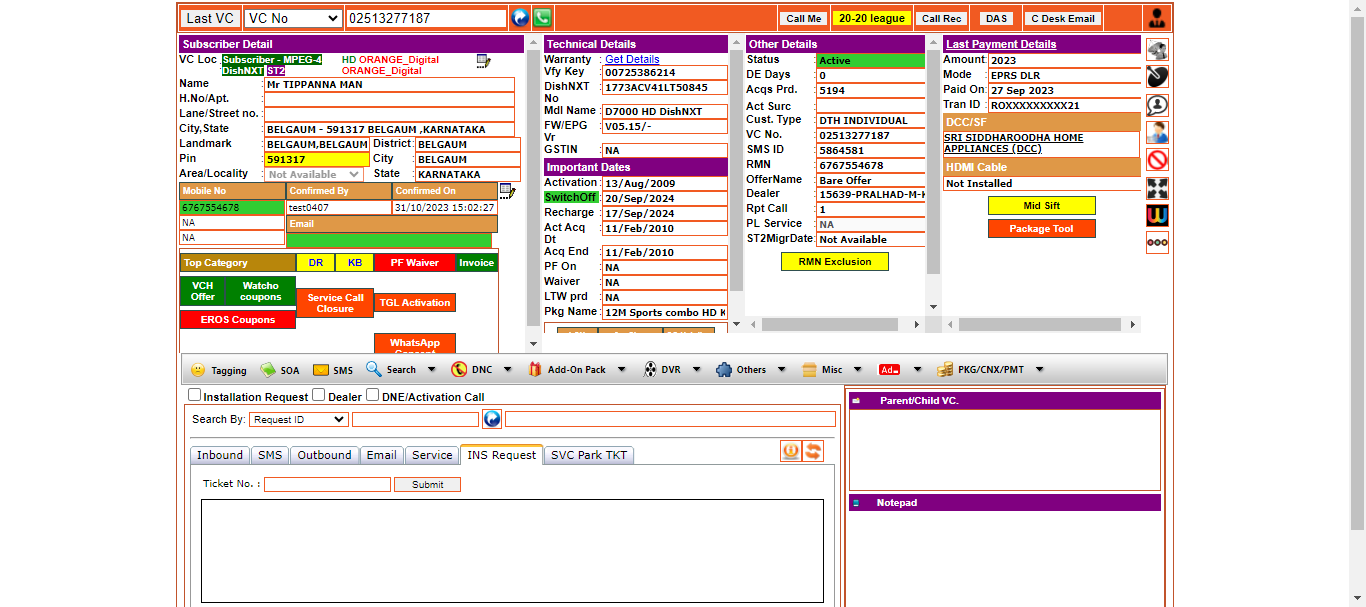 Last VC VC No 02513277187 Call Me 20-20 league Call Rec DAS C Desk Email
Subscriber Detail
VC Loc : Subscriber - MPEG-4 HD ORANGE_Digital
DishNXT ST2 ORANGE_Digital
Name : Mr TIPPANNA MAN
H.No/Apt. :
Lane/Street no. :
City,State : BELGAUM - 591317 BELGAUM ,KARNATAKA
Landmark : BELGAUM,BELGAUM District : BELGAUM
Pin : 591317 City : BELGAUM
Area/Locality : Not Available State : KARNATAKA
Mobile No Confirmed By Confirmed On
6767554678 test0407 31/10/2023 15:02:27
NA Email
NA
Top Category DR KB PF Waiver Invoice
VCH Offer Watcho coupons Service Call Closure TGL Activation
EROS Coupons
WhatsApp
Technical Details
Warranty : Get Details
Vfy Key : 00725386214
DishNXT No : 1773ACV41LT50845
Mdl Name : D7000 HD DishNXT
FW/EPG Vr : V05.15/-
GSTIN : NA
Important Dates
Activation : 13/Aug/2009
SwitchOff : 20/Sep/2024
Recharge : 17/Sep/2024
Act Acq Dt : 11/Feb/2010
Acq End : 11/Feb/2010
PF On : NA
Waiver : NA
LTW prd : NA
Pkg Name : 12M Sports combo HD K
Other Details
Status : Active
DE Days : 0
Acqs Prd. : 5194
Act Surc :
Cust. Type : DTH INDIVIDUAL
VC No. : 02513277187
SMS ID : 5864581
RMN : 6767554678
OfferName : Bare Offer
Dealer : 15639-PRALHAD-M-K
Rpt Call : 1
PL Service : NA
ST2MigrDate : Not Available
RMN Exclusion
Last Payment Details
Amount : 2023
Mode : EPRS DLR
Paid On : 27 Sep 2023
Tran ID : ROXXXXXXXXX21
DCC/SF
SRI SIDDHAROODHA HOME
APPLIANCES (DCC)
HDMI Cable
Not Installed
Mid Sift
Package Tool
Tagging SOA SMS Search DNC Add-On Pack DVR Others Misc Ad PKG/CNX/PMT
Installation Request Dealer DNE/Activation Call
Search By: Request ID
Inbound SMS Outbound Email Service INS Request SVC Park TKT
Ticket No. : Submit
Parent/Child VC.
Notepad